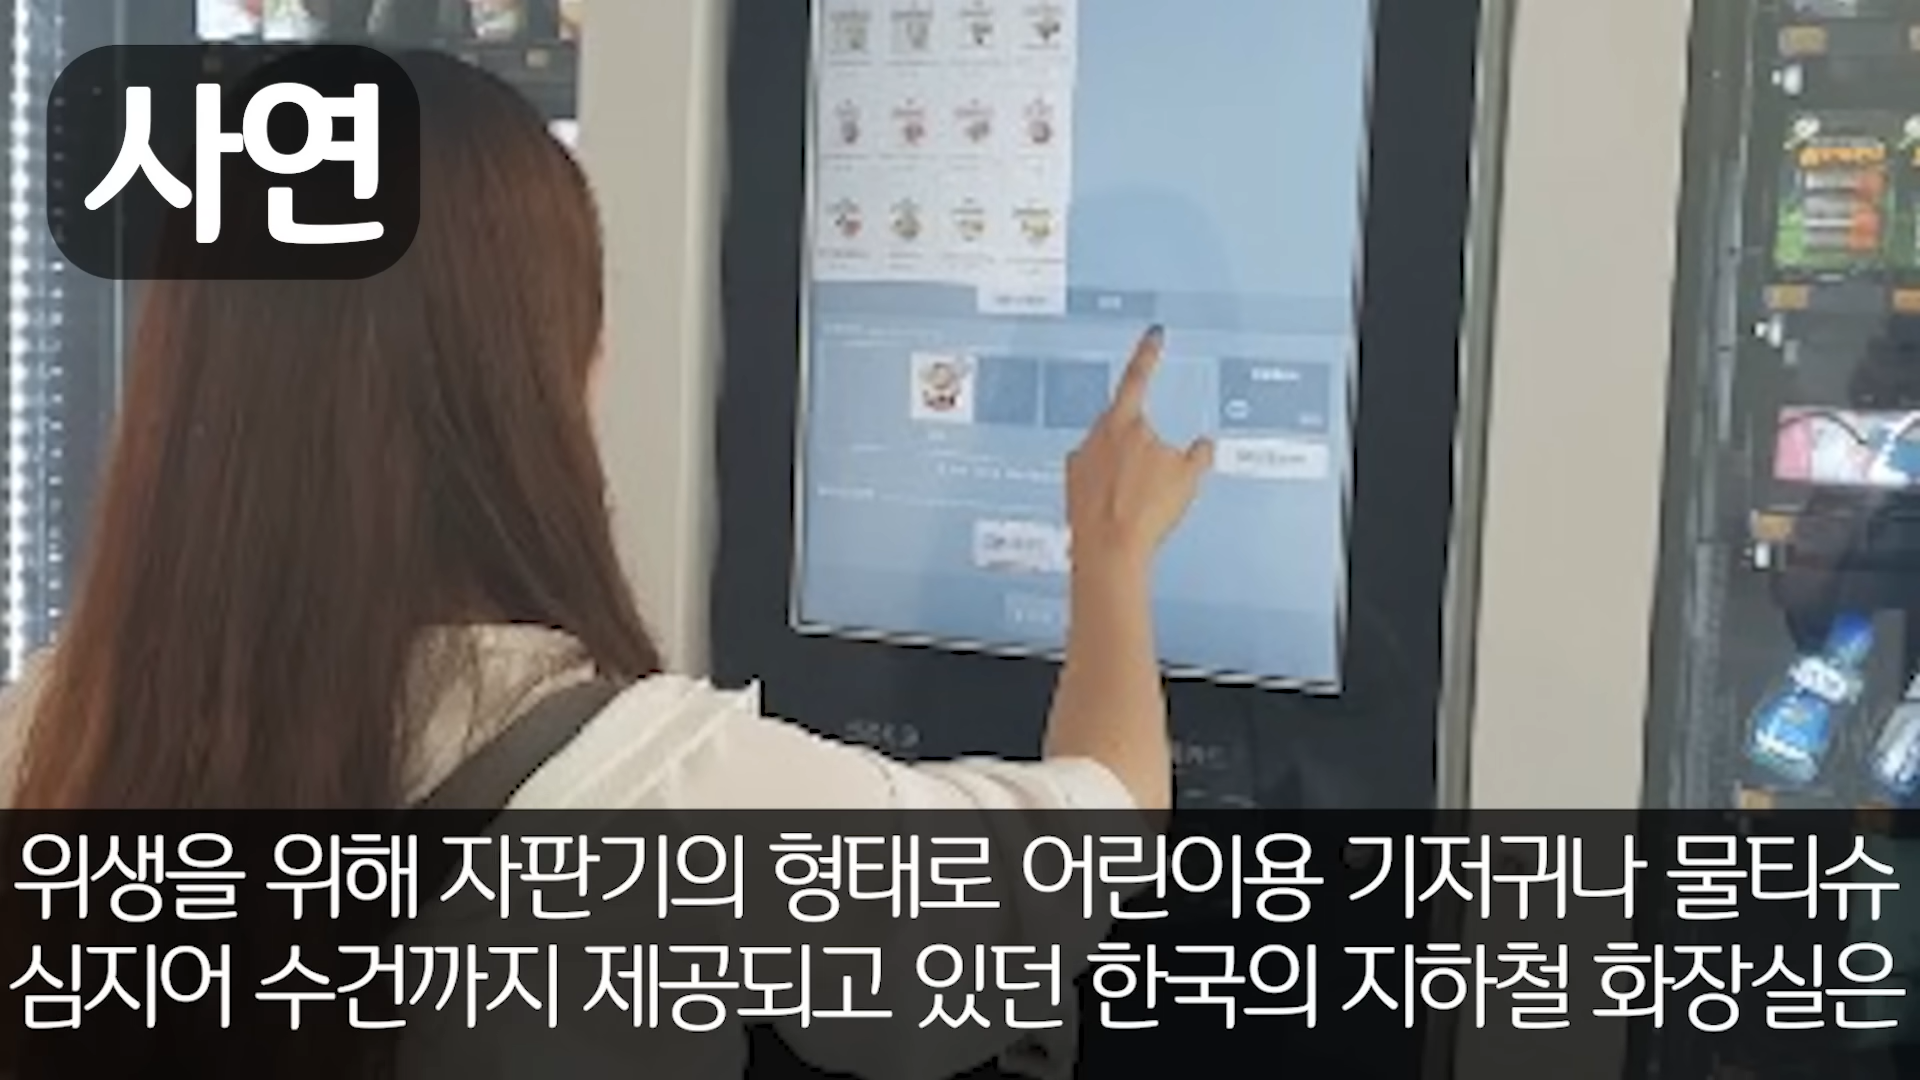 사연
위생을 위해 자판기의 형태로 어린이용 기저귀나 물티슈
심지어 수건까지 제공되고 있던 한국의 지하철 화장실은